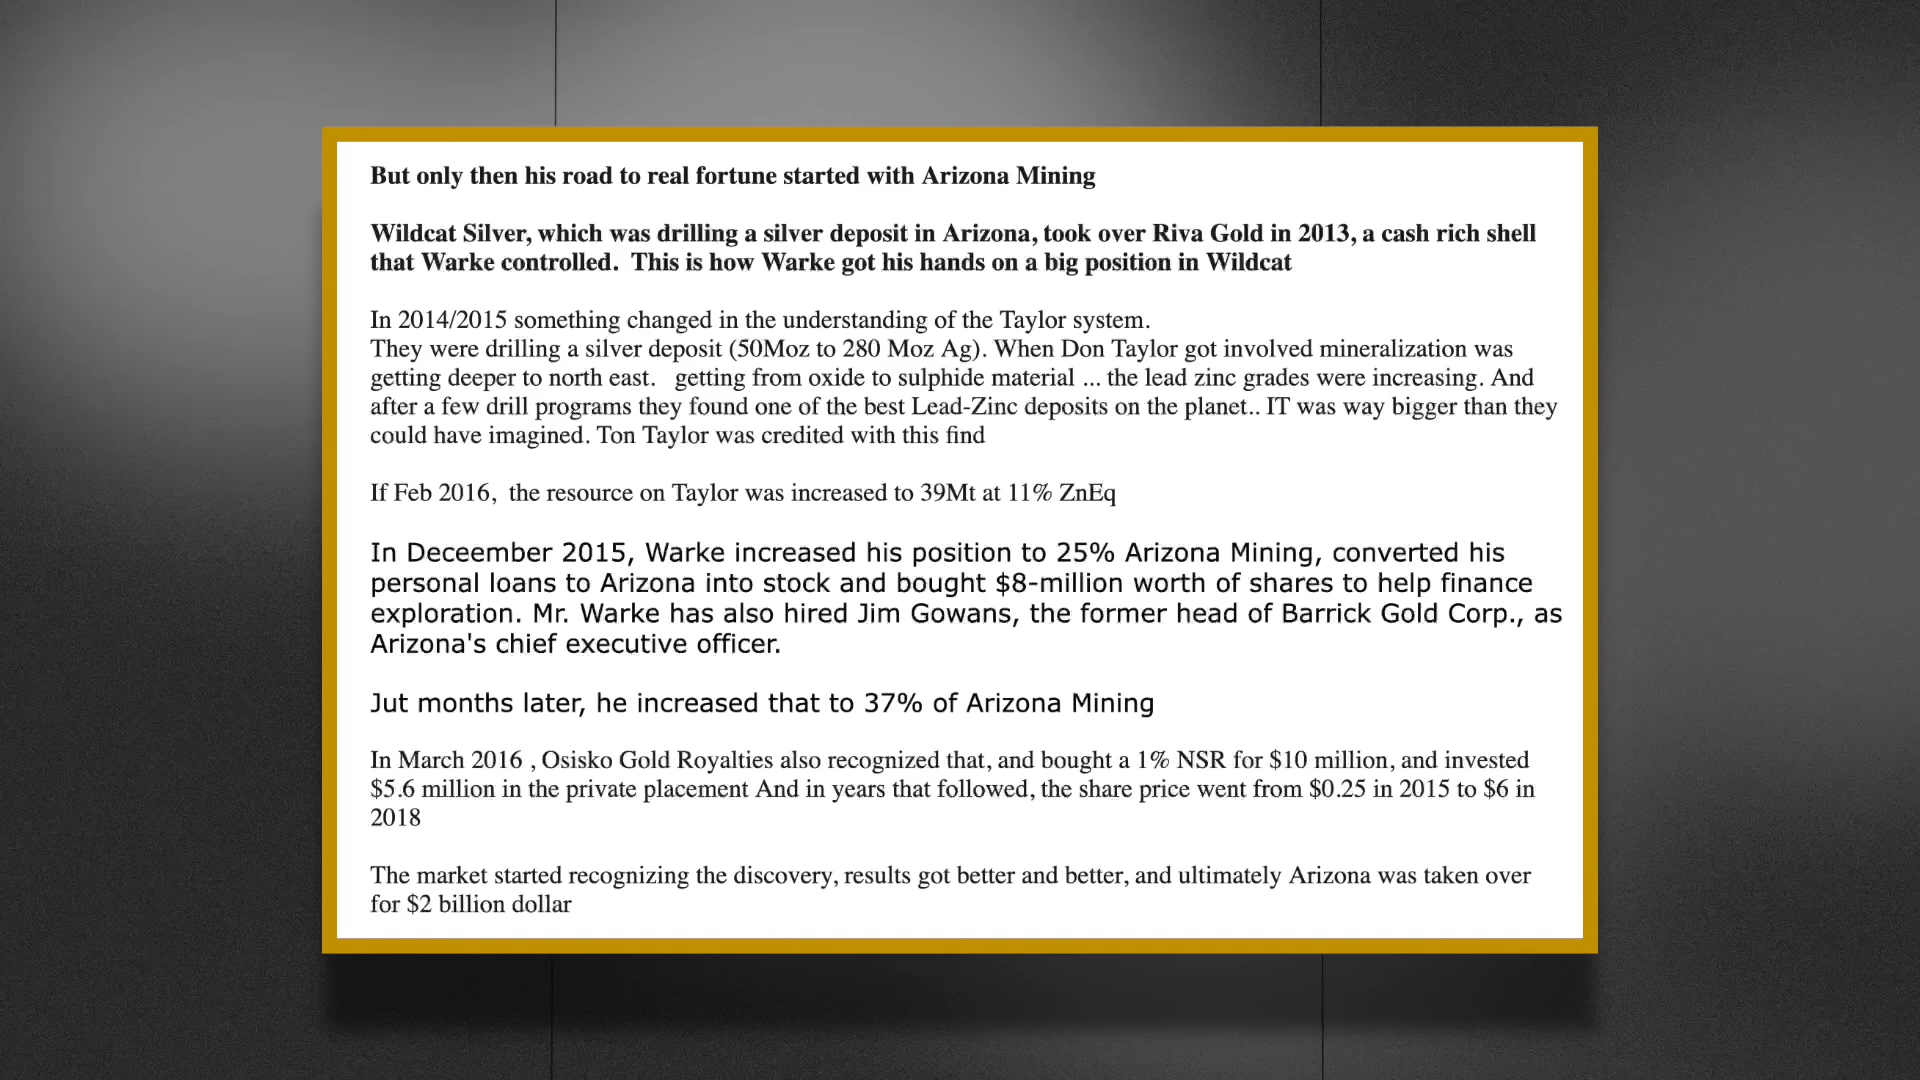 But only then his road to real fortune started with Arizona Mining
Wildcat Silver, which was drilling a silver deposit in Arizona, took over Riva Gold in 2013, a cash rich shell
that Warke controlled.  This is how Warke got his hands on a big position in Wildcat
In 2014/2015 something changed in the understanding of the Taylor system.
They were drilling a silver deposit (50Moz to 280 Moz Ag). When Don Taylor got involved mineralization was
getting deeper to north east.   getting from oxide to sulphide material ... the lead zinc grades were increasing. And
after a few drill programs they found one of the best Lead-Zinc deposits on the planet.. IT was way bigger than they
could have imagined. Ton Taylor was credited with this find
If Feb 2016,  the resource on Taylor was increased to 39Mt at 11% ZnEq
In Deceember 2015, Warke increased his position to 25% Arizona Mining, converted his
personal loans to Arizona into stock and bought $8-million worth of shares to help finance
exploration. Mr. Warke has also hired Jim Gowans, the former head of Barrick Gold Corp., as
Arizona's chief executive officer.
Jut months later, he increased that to 37% of Arizona Mining
In March 2016 , Osisko Gold Royalties also recognized that, and bought a 1% NSR for $10 million, and invested
$5.6 million in the private placement And in years that followed, the share price went from $0.25 in 2015 to $6 in
2018
The market started recognizing the discovery, results got better and better, and ultimately Arizona was taken over
for $2 billion dollar